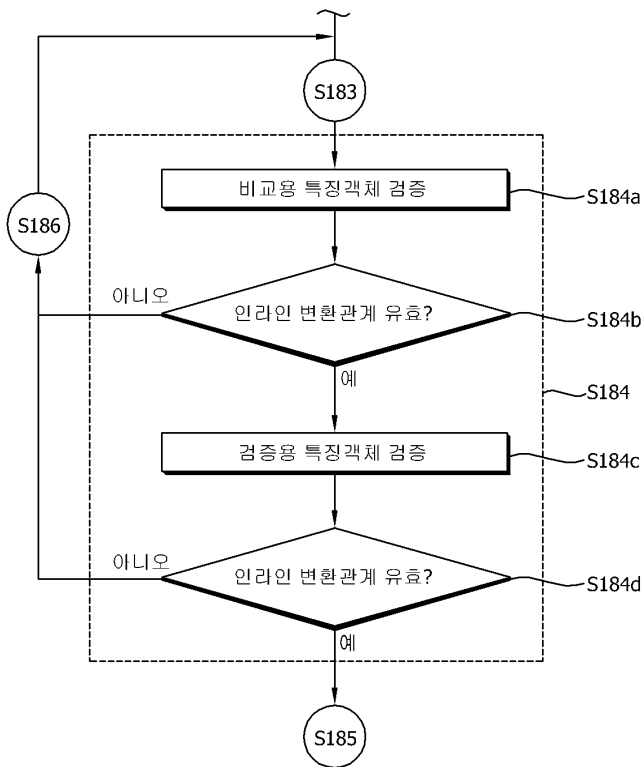 S183
비교용 특징객체 검증
S184a
S186
아니오
인라인 변환관계 유효?
S184b
예
S184
검증용 특징객체 검증
S184c
아니오
인라인 변환관계 유효?
S184d
예
S185